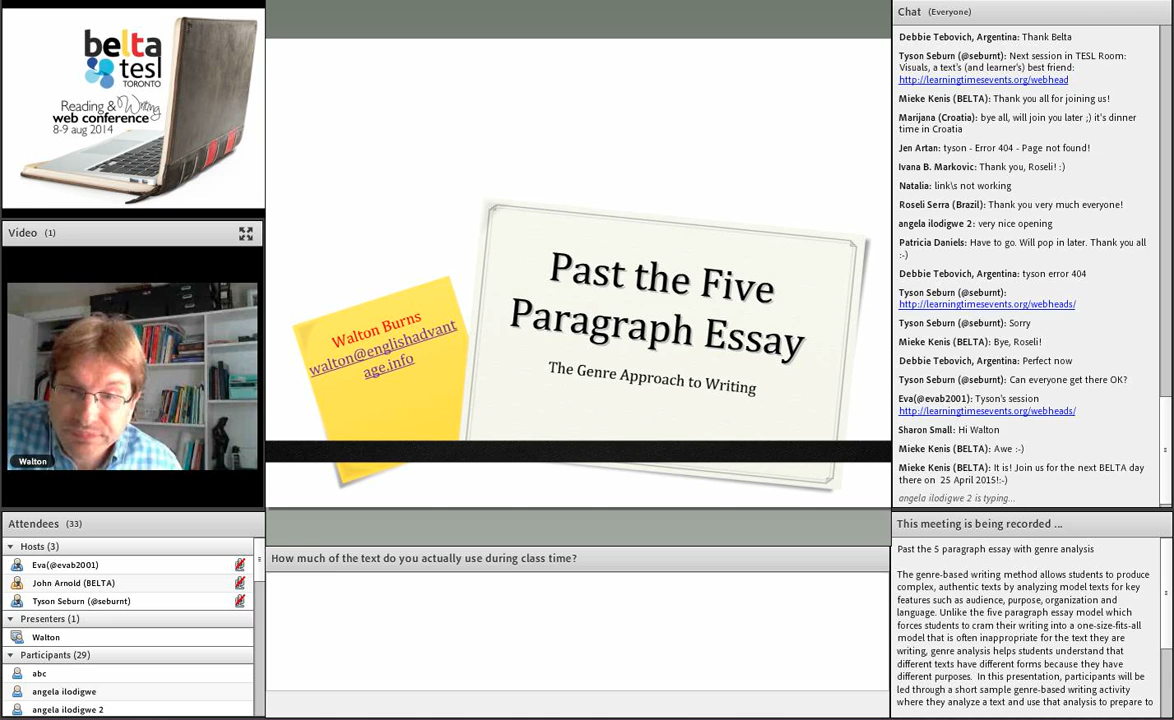 belta
tesl
TORONTO
Reading & Writing
web conference
8-9 aug 2014
Video (1)
Walton
Attendees (33)
Hosts (3)
Eva(@evab2001)
John Arnold (BELTA)
Tyson Seburn (@seburnt)
Presenters (1)
Walton
Participants (29)
abc
angela ilodigwe
angela ilodigwe 2
Walton Burns
walton@englishadvant
age.info
Past the Five
Paragraph Essay
The Genre Approach to Writing
How much of the text do you actually use during class time?
Chat (Everyone)
Debbie Tebovich, Argentina: Thank Belta
Tyson Seburn (@seburnt): Next session in TESL Room:
Visuals, a text's (and learner's) best friend:
http://learningtimesevents.org/webhead
Mieke Kenis (BELTA): Thank you all for joining us!
Marijana (Croatia): bye all, will join you later ;) it's dinner
time in Croatia
Jen Artan: tyson - Error 404 - Page not found!
Ivana B. Markovic: Thank you, Roseli! :)
Natalia: link\s not working
Roseli Serra (Brazil): Thank you very much everyone!
angela ilodigwe 2: very nice opening
Patricia Daniels: Have to go. Will pop in later. Thank you all
:-)
Debbie Tebovich, Argentina: tyson error 404
Tyson Seburn (@seburnt):
http://learningtimesevents.org/webheads/
Tyson Seburn (@seburnt): Sorry
Mieke Kenis (BELTA): Bye, Roseli!
Debbie Tebovich, Argentina: Perfect now
Tyson Seburn (@seburnt): Can everyone get there OK?
Eva(@evab2001): Tyson's session
http://learningtimesevents.org/webheads/
Sharon Small: Hi Walton
Mieke Kenis (BELTA): Awe :-)
Mieke Kenis (BELTA): It is! Join us for the next BELTA day
there on 25 April 2015!:-)
angela ilodigwe 2 is typing...
This meeting is being recorded ...
Past the 5 paragraph essay with genre analysis
The genre-based writing method allows students to produce
complex, authentic texts by analyzing model texts for key
features such as audience, purpose, organization and
language. Unlike the five paragraph essay model which
forces students to cram their writing into a one-size-fits-all
model that is often inappropriate for the text they are
writing, genre analysis helps students understand that
different texts have different forms because they have
different purposes. In this presentation, participants will be
led through a short sample genre-based writing activity
where they analyze a text and use that analysis to prepare to